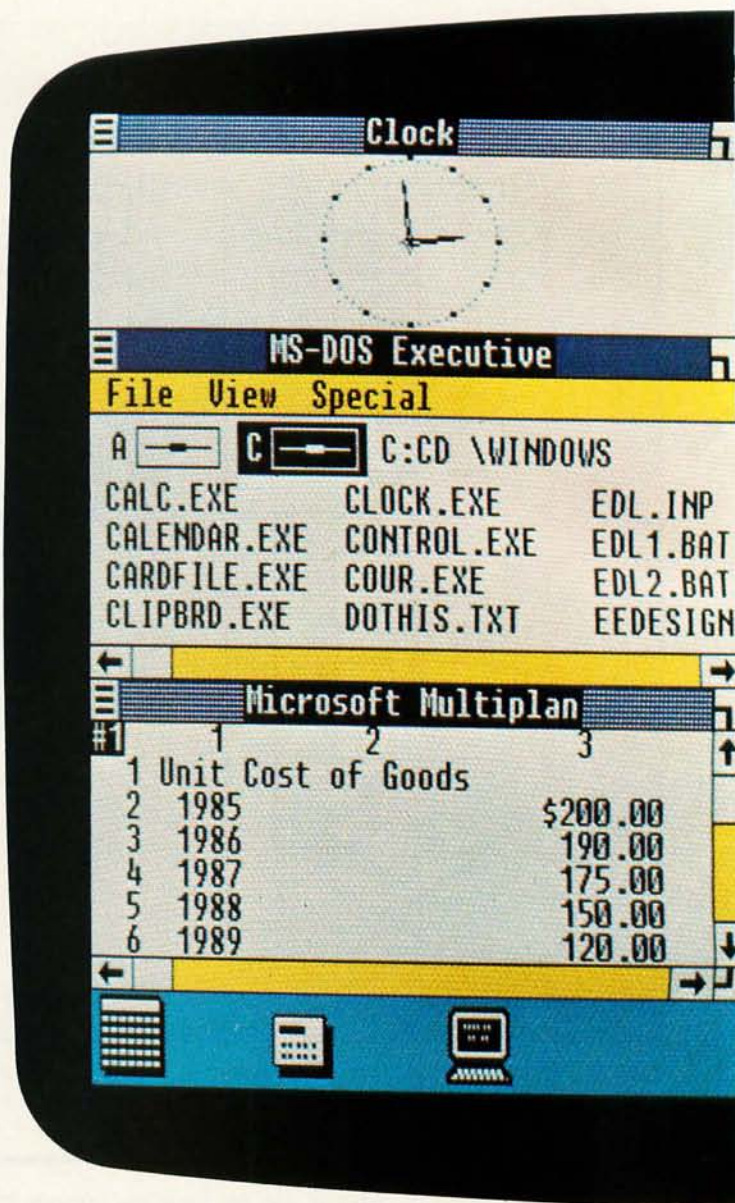 Clock
MS-DOS Executive
File View Special
A C C:CD \WINDOWS
CALC.EXE CLOCK.EXE EDL.INP
CALENDAR.EXE CONTROL.EXE EDL1.BAT
CARDFILE.EXE COUR.EXE EDL2.BAT
CLIPBRD.EXE DOTHIS.TXT EEDESIGN
Microsoft Multiplan
#1 1 2 3
1 Unit Cost of Goods
2 1985 $200.00
3 1986 190.00
4 1987 175.00
5 1988 150.00
6 1989 120.00